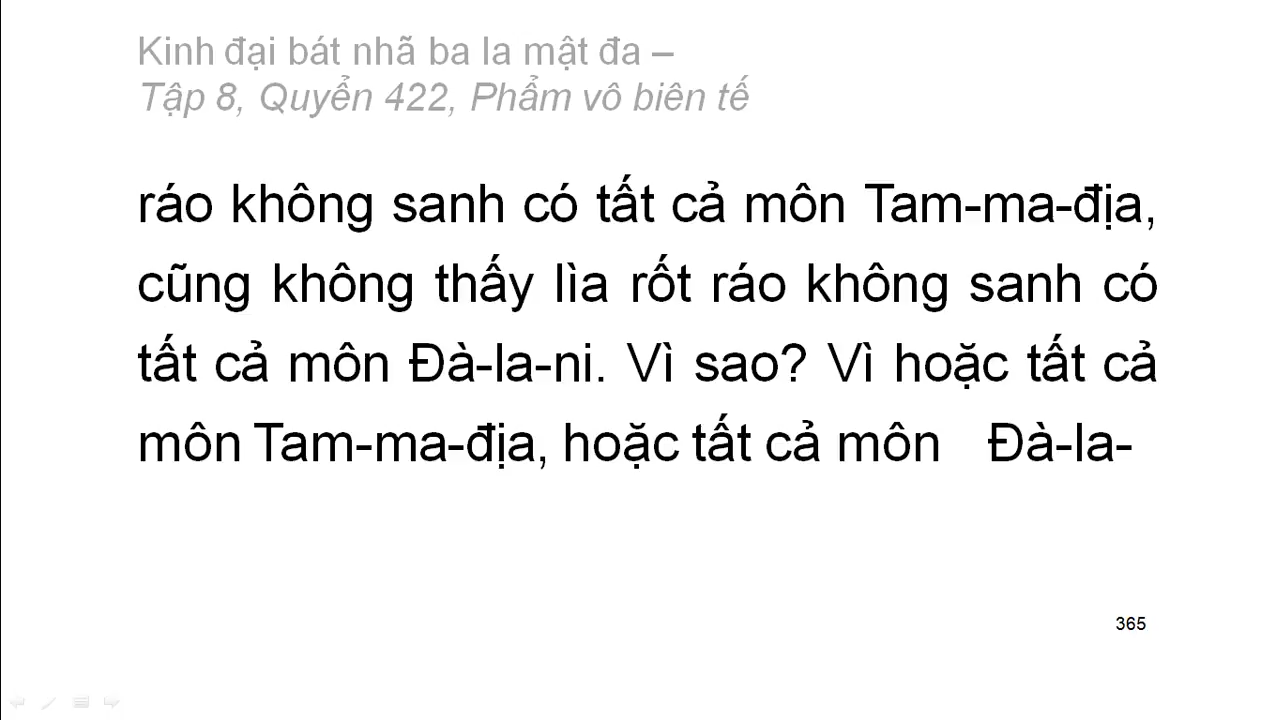 Kinh đại bát nhã ba la mật đa –
Tập 8, Quyển 422, Phẩm vô biên tế
ráo không sanh có tất cả môn Tam-ma-địa,
cũng không thấy lìa rốt ráo không sanh có
tất cả môn Đà-la-ni. Vì sao? Vì hoặc tất cả
môn Tam-ma-địa, hoặc tất cả môn Đà-la-
365